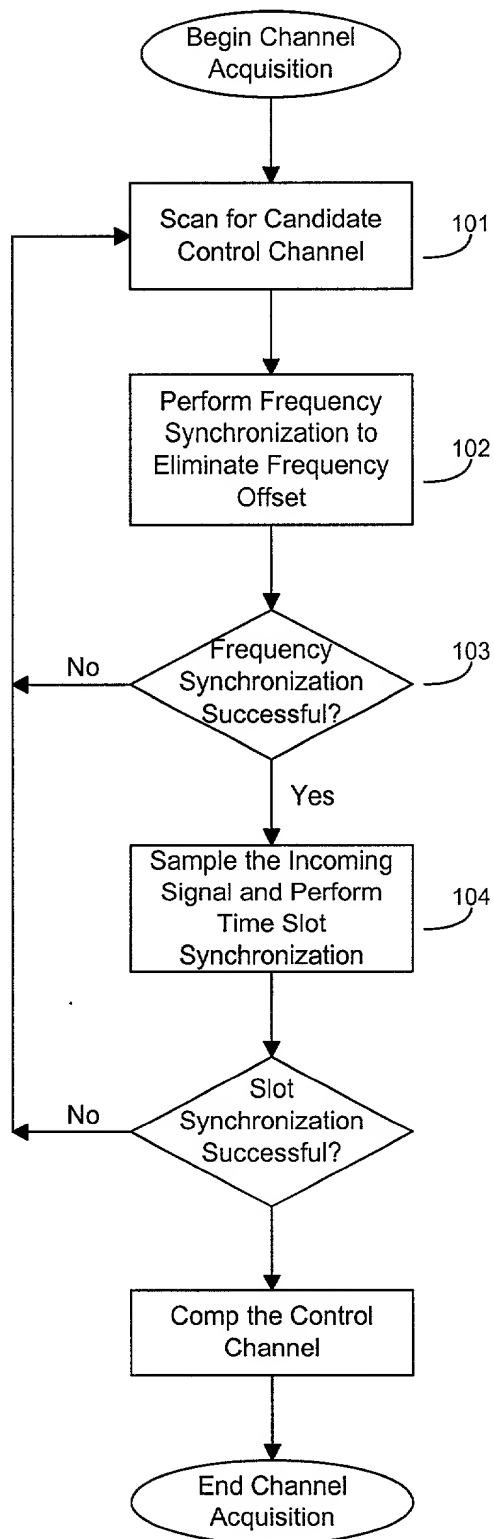 Begin Channel
Acquisition
Scan for Candidate
Control Channel
101
Perform Frequency
Synchronization to
Eliminate Frequency
Offset
102
Frequency
Synchronization
Successful?
103
No
Yes
Sample the Incoming
Signal and Perform
Time Slot
Synchronization
104
Slot
Synchronization
Successful?
No
Comp the Control
Channel
End Channel
Acquisition